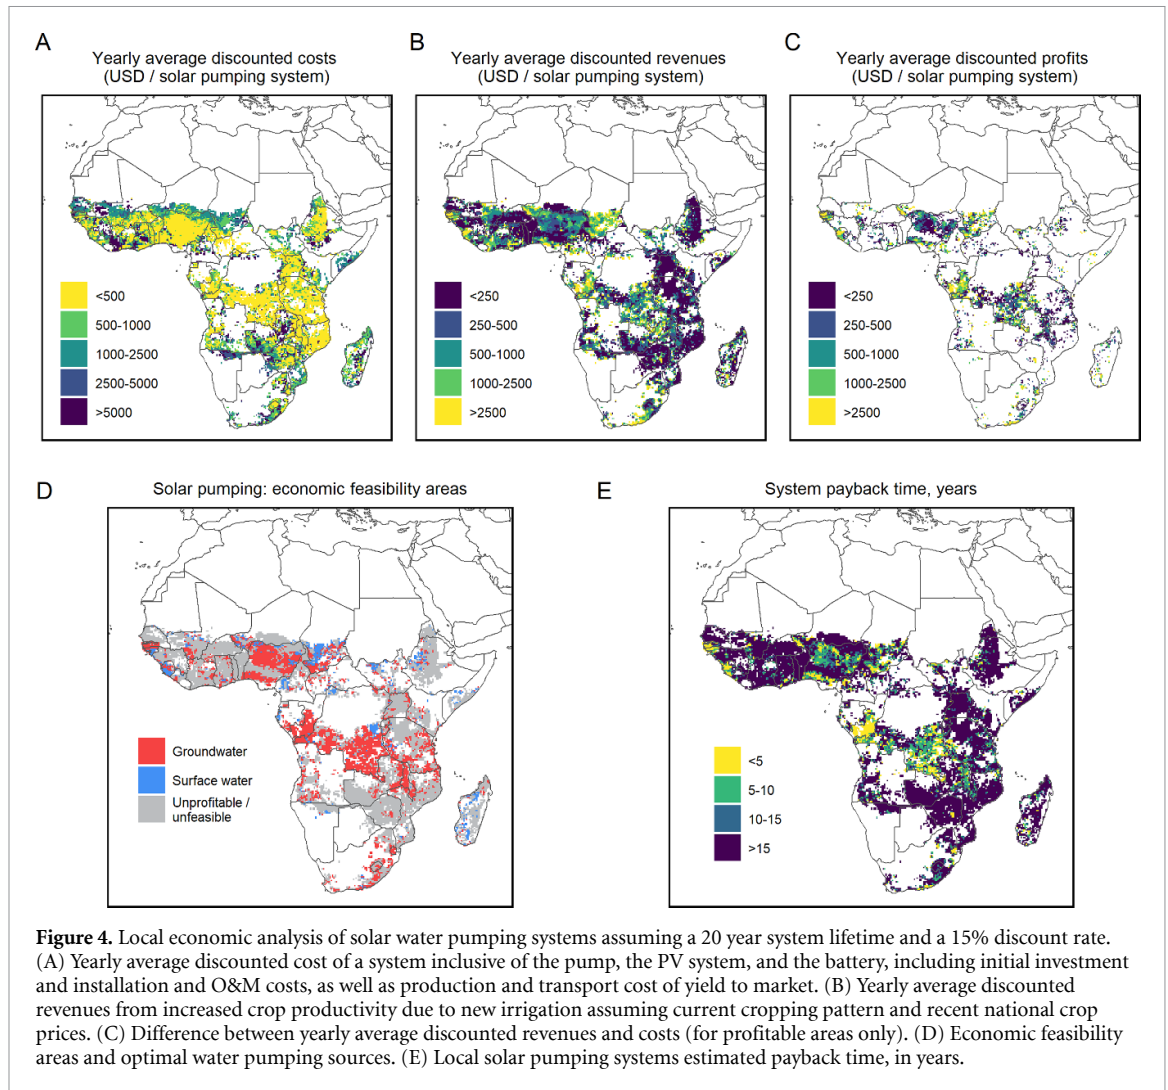 A
Yearly average discounted costs
(USD / solar pumping system)
<500
500-1000
1000-2500
2500-5000
>5000
B
Yearly average discounted revenues
(USD / solar pumping system)
<250
250-500
500-1000
1000-2500
>2500
C
Yearly average discounted profits
(USD / solar pumping system)
<250
250-500
500-1000
1000-2500
>2500
D
Solar pumping: economic feasibility areas
Groundwater
Surface water
Unprofitable /
unfeasible
E
System payback time, years
<5
5-10
10-15
>15
Figure 4. Local economic analysis of solar water pumping systems assuming a 20 year system lifetime and a 15% discount rate.
(A) Yearly average discounted cost of a system inclusive of the pump, the PV system, and the battery, including initial investment
and installation and O&M costs, as well as production and transport cost of yield to market. (B) Yearly average discounted
revenues from increased crop productivity due to new irrigation assuming current cropping pattern and recent national crop
prices. (C) Difference between yearly average discounted revenues and costs (for profitable areas only). (D) Economic feasibility
areas and optimal water pumping sources. (E) Local solar pumping systems estimated payback time, in years.